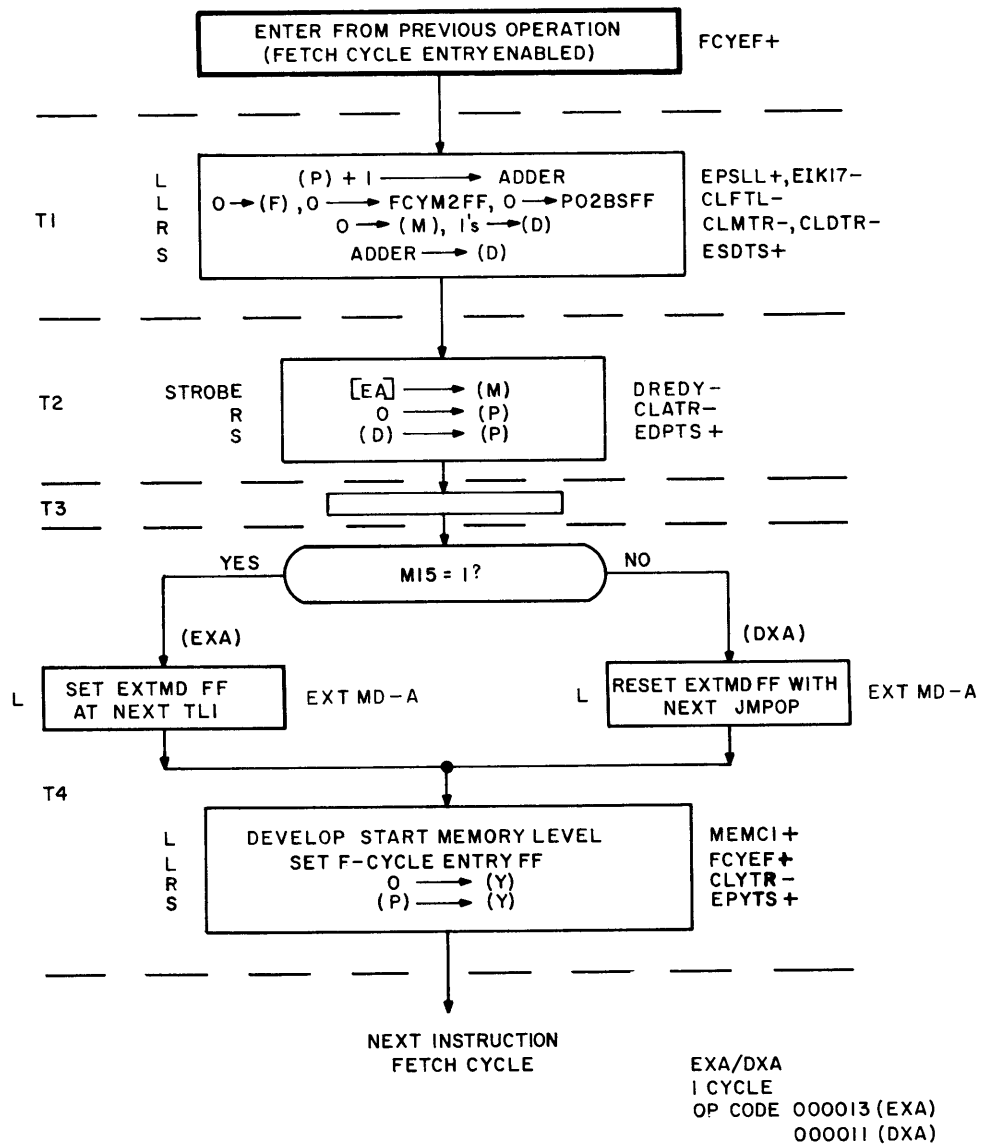 ENTER FROM PREVIOUS OPERATION
(FETCH CYCLE ENTRY ENABLED)
FCYEF+
T1
L (P) + 1 → ADDER EPSLL+, EIK17-
L 0 → (F), 0 → FCYM2FF, 0 → PO2BSFF CLFTL-
R 0 → (M), 1's → (D) CLMTR-, CLDTR-
S ADDER → (D) ESDTS+
T2
STROBE [EA] → (M) DREDY-
R 0 → (P) CLATR-
S (D) → (P) EDPTS+
T3
M15 = 1?
YES
NO
(EXA)
(DXA)
L SET EXTMD FF
AT NEXT TL1
EXT MD-A
L RESET EXTMD FF WITH
NEXT JMPOP
EXT MD-A
T4
L DEVELOP START MEMORY LEVEL MEMC1+
L SET F-CYCLE ENTRY FF FCYEF+
R 0 → (Y) CLYTR-
S (P) → (Y) EPYTS+
NEXT INSTRUCTION
FETCH CYCLE
EXA/DXA
1 CYCLE
OP CODE 000013 (EXA)
000011 (DXA)